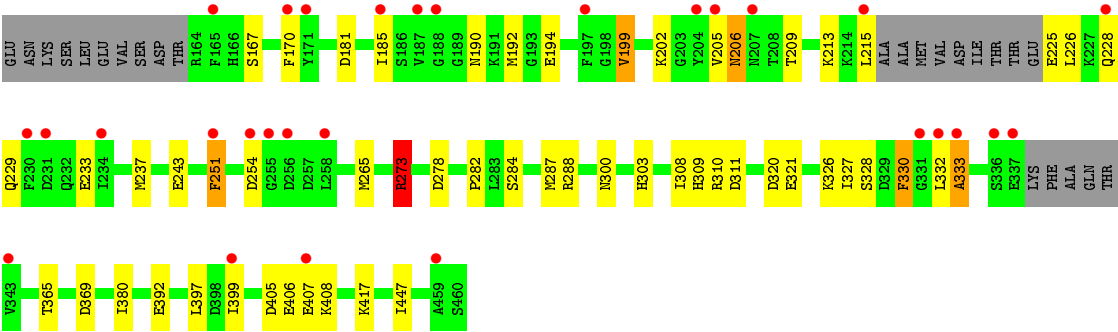 GLU ASN LYS SER LEU GLU VAL SER ASP THR R164 F165 H166 S167 F170 Y171 D181 I185 S186 V187 G188 G189 N190 K191 M192 G193 E194 F197 G198 V199 K202 G203 Y204 V205 N206 N207 T208 T209 K213 K214 L215 ALA ALA MET VAL ASP ILE THR THR GLU E225 L226 K227 Q228
Q229 F230 D231 Q232 E233 I234 M237 E243 F251 D254 G255 D256 D257 L258 M265 R273 D278 P282 L283 S284 M287 R288 N300 H303 I308 H309 R310 D311 D320 E321 K326 I327 S328 D329 F330 G331 L332 A333 S336 E337 LYS PHE ALA GLN THR
V343 T365 D369 I380 E392 L397 D398 I399 D405 E406 E407 K408 K417 I447 A459 S460